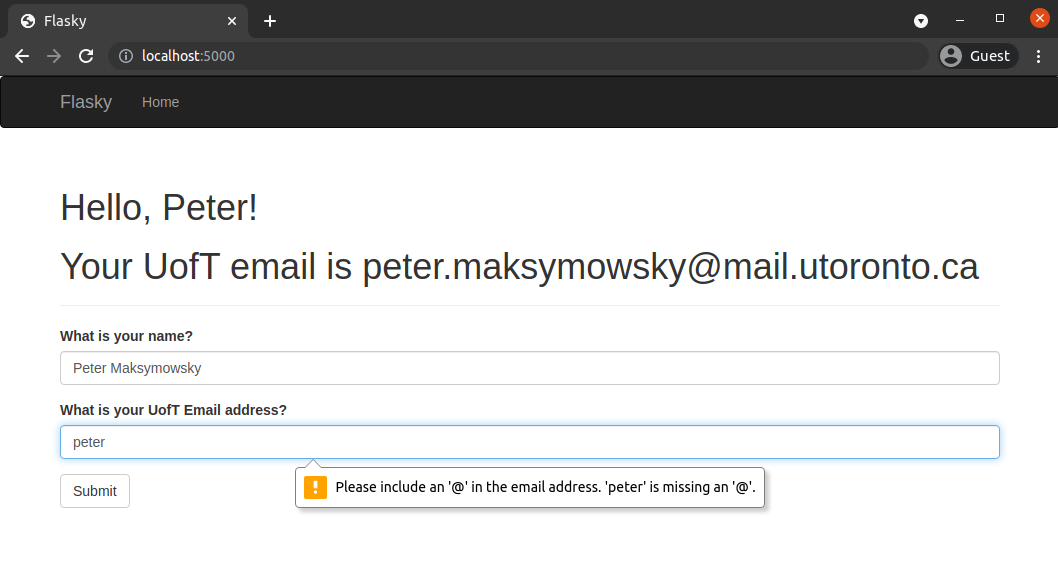 Flasky
localhost:5000
Guest
Flasky Home
Hello, Peter!
Your UofT email is peter.maksymowsky@mail.utoronto.ca
What is your name?
Peter Maksymowsky
What is your UofT Email address?
peter
Please include an '@' in the email address. 'peter' is missing an '@'.
Submit